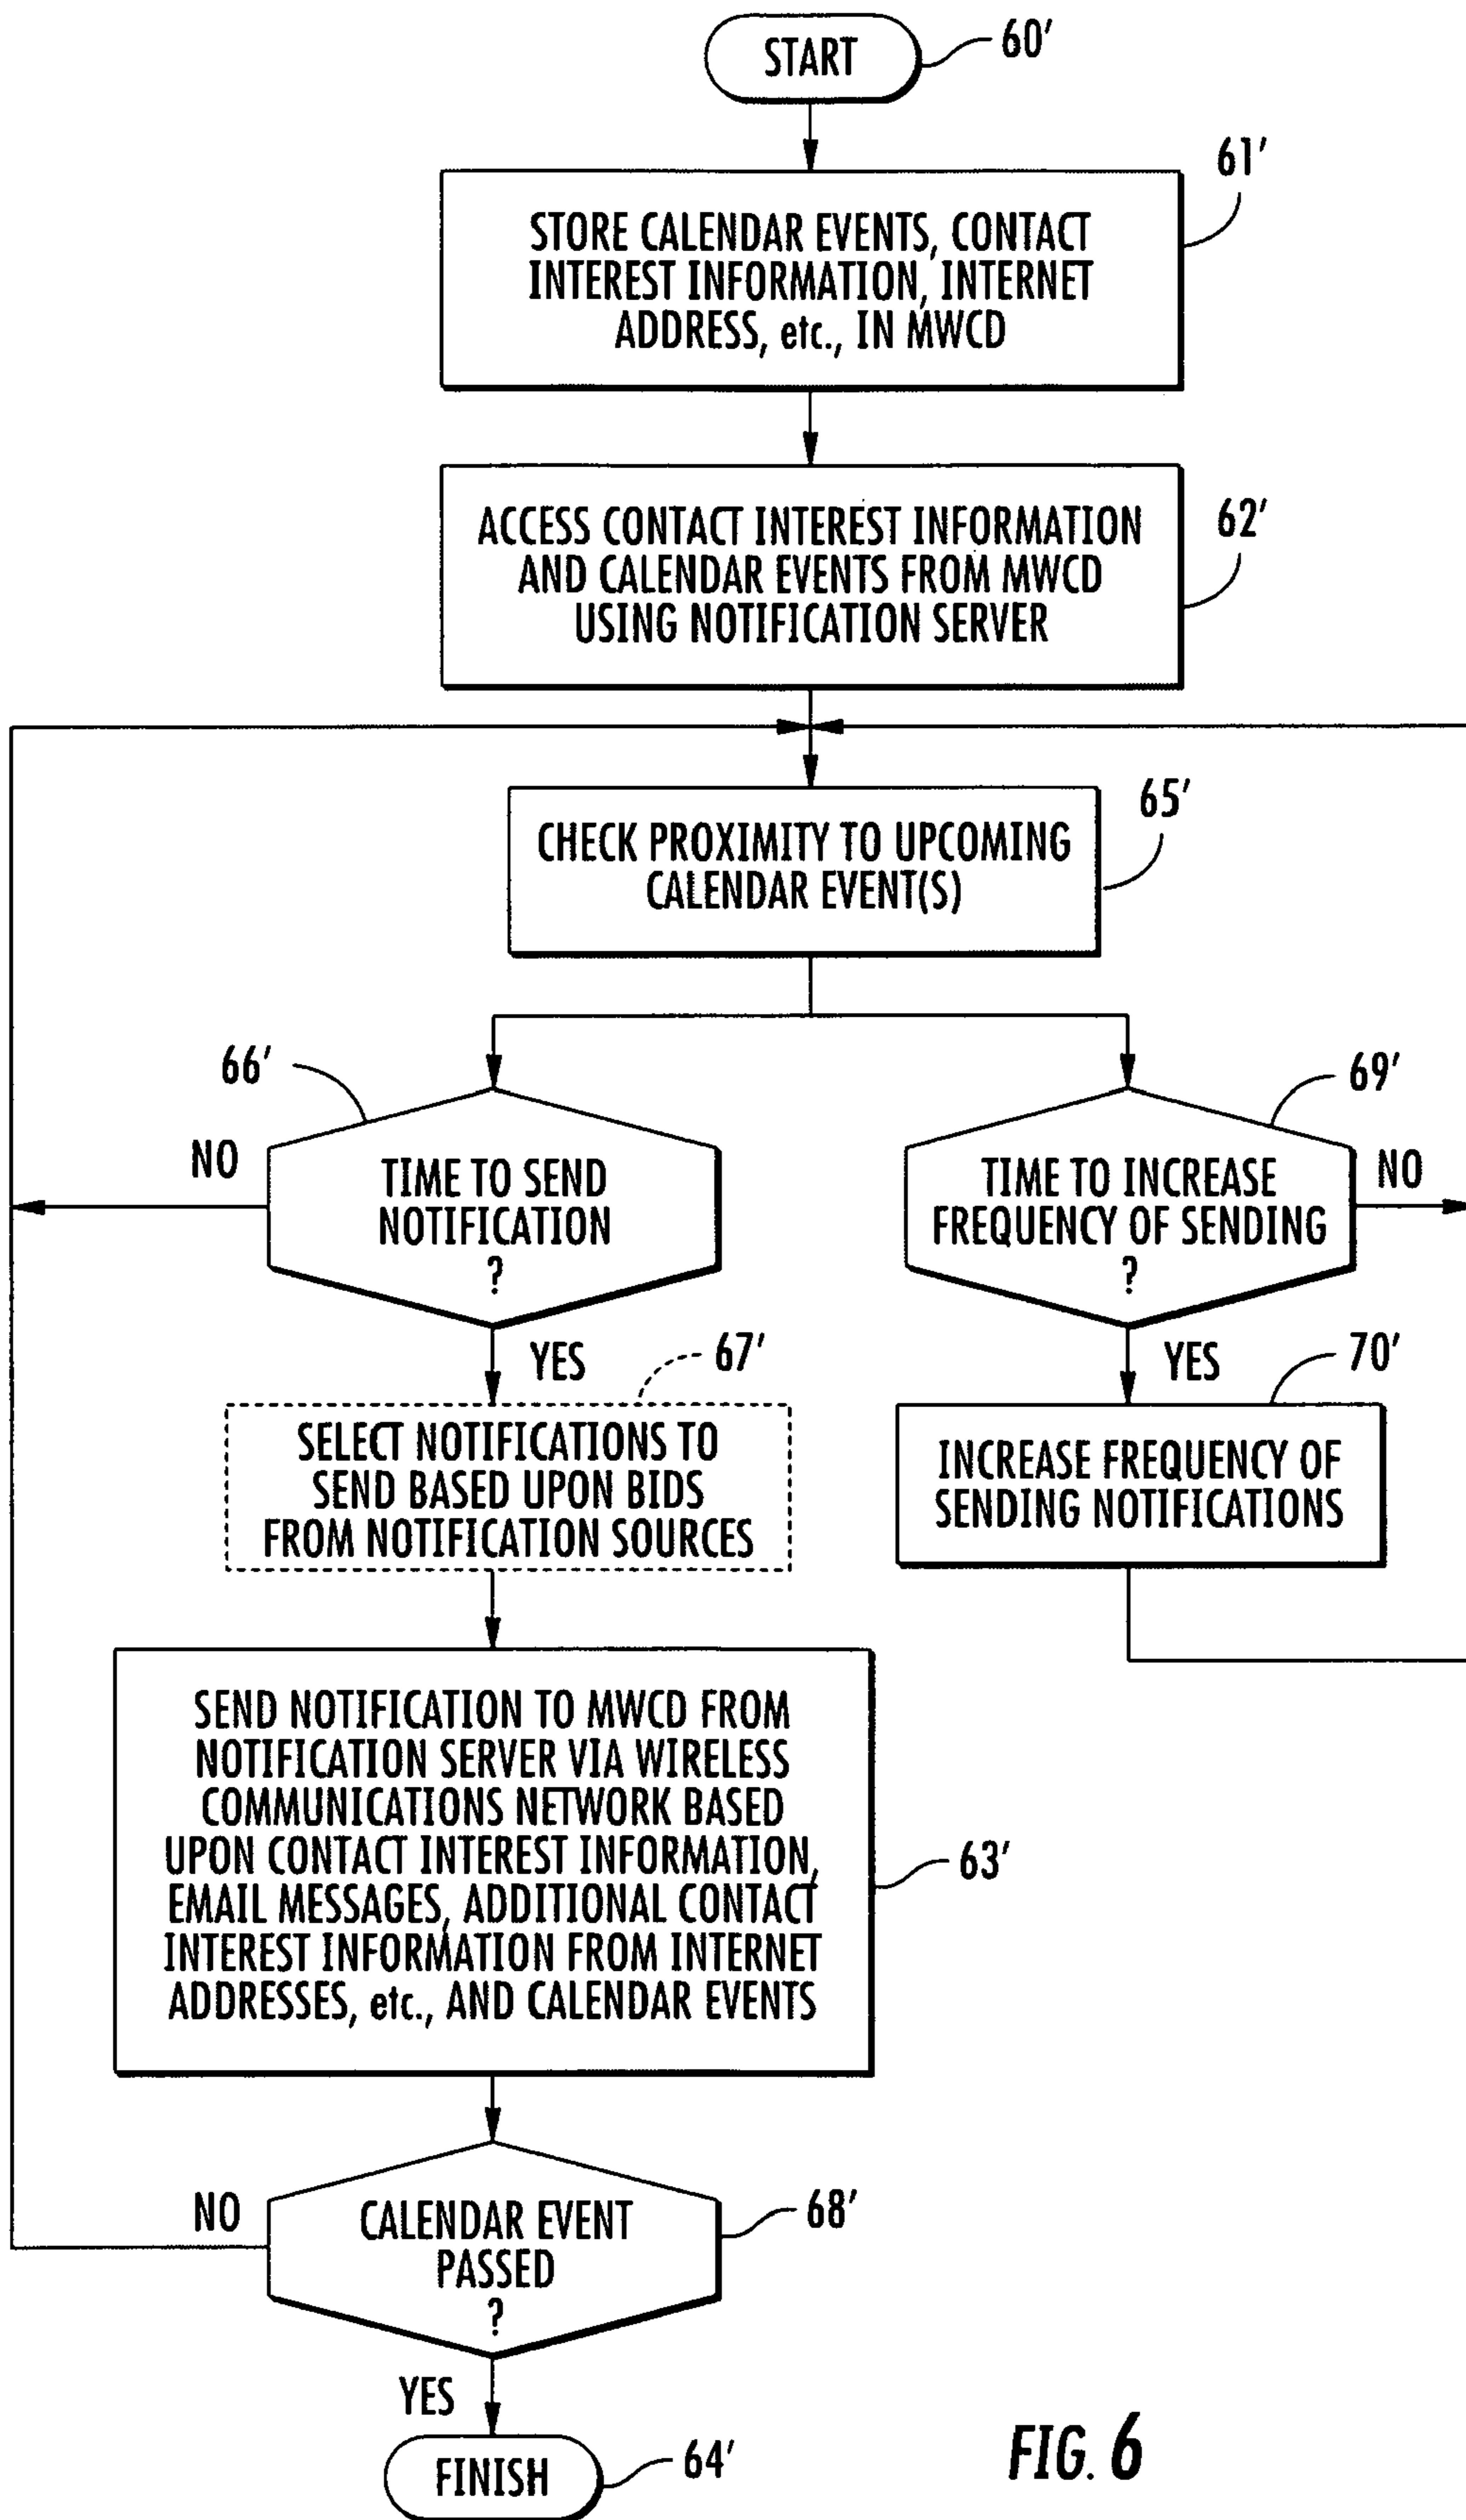 START
60'
61'
STORE CALENDAR EVENTS, CONTACT
INTEREST INFORMATION, INTERNET
ADDRESS, etc., IN MWCD
62'
ACCESS CONTACT INTEREST INFORMATION
AND CALENDAR EVENTS FROM MWCD
USING NOTIFICATION SERVER
65'
CHECK PROXIMITY TO UPCOMING
CALENDAR EVENT(S)
66'
69'
NO
TIME TO SEND
NOTIFICATION
?
TIME TO INCREASE
FREQUENCY OF SENDING
?
NO
YES
67'
YES
70'
SELECT NOTIFICATIONS TO
SEND BASED UPON BIDS
FROM NOTIFICATION SOURCES
INCREASE FREQUENCY OF
SENDING NOTIFICATIONS
SEND NOTIFICATION TO MWCD FROM
NOTIFICATION SERVER VIA WIRELESS
COMMUNICATIONS NETWORK BASED
UPON CONTACT INTEREST INFORMATION,
EMAIL MESSAGES, ADDITIONAL CONTACT
INTEREST INFORMATION FROM INTERNET
ADDRESSES, etc., AND CALENDAR EVENTS
63'
NO
CALENDAR EVENT
PASSED
?
68'
YES
FINISH
64'
FIG. 6